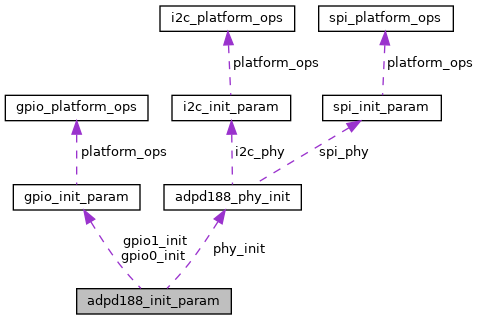 i2c_platform_ops
spi_platform_ops
platform_ops
platform_ops
gpio_platform_ops
i2c_init_param
spi_init_param
platform_ops
i2c_phy
spi_phy
gpio_init_param
adpd188_phy_init
gpio1_init
gpio0_init
phy_init
adpd188_init_param